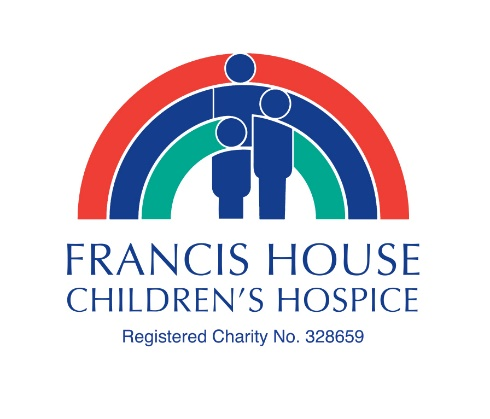 FRANCIS HOUSE
CHILDREN'S HOSPICE
Registered Charity No. 328659